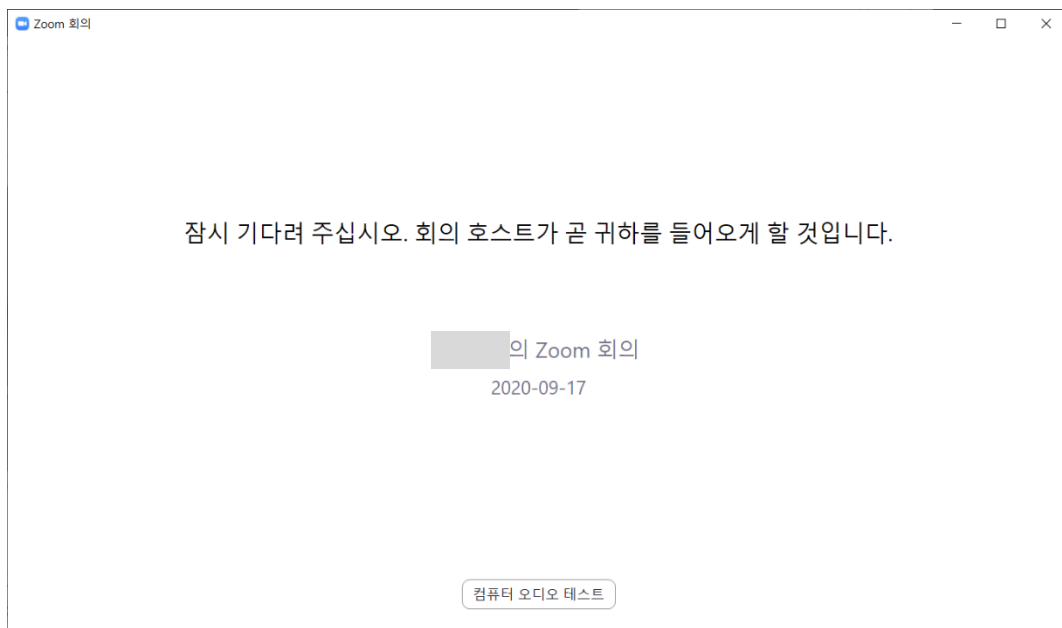 Zoom 회의
잠시 기다려 주십시오. 회의 호스트가 곧 귀하를 들어오게 할 것입니다.
의 Zoom 회의
2020-09-17
컴퓨터 오디오 테스트